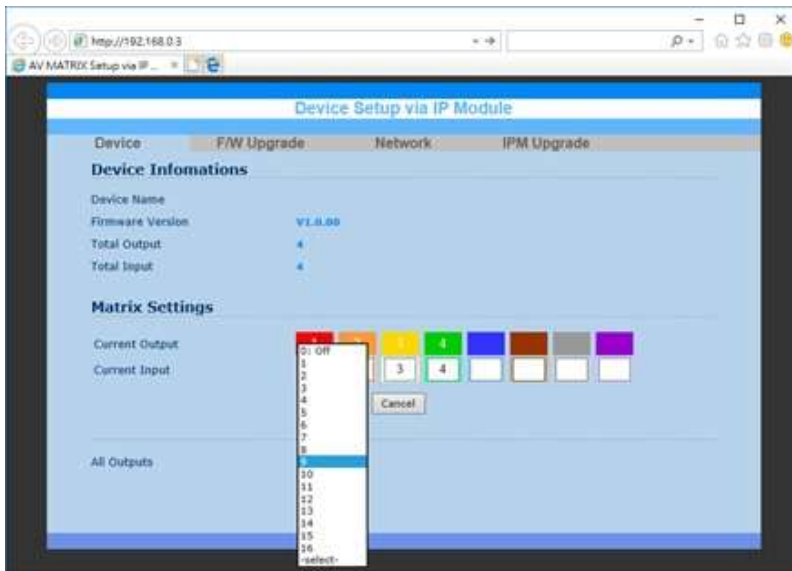 http://192.168.0.3
AV MATRIX Setup via IP ...
Device Setup via IP Module
Device F/W Upgrade Network IPM Upgrade
Device Infomations
Device Name
Firmware Version V1.0.00
Total Output 4
Total Input 4
Matrix Settings
Current Output 3 4
Current Input 3 4
0: Off
1
2
3
4
5
6
7
8
9
10
11
12
13
14
15
16
-select-
Cancel
All Outputs